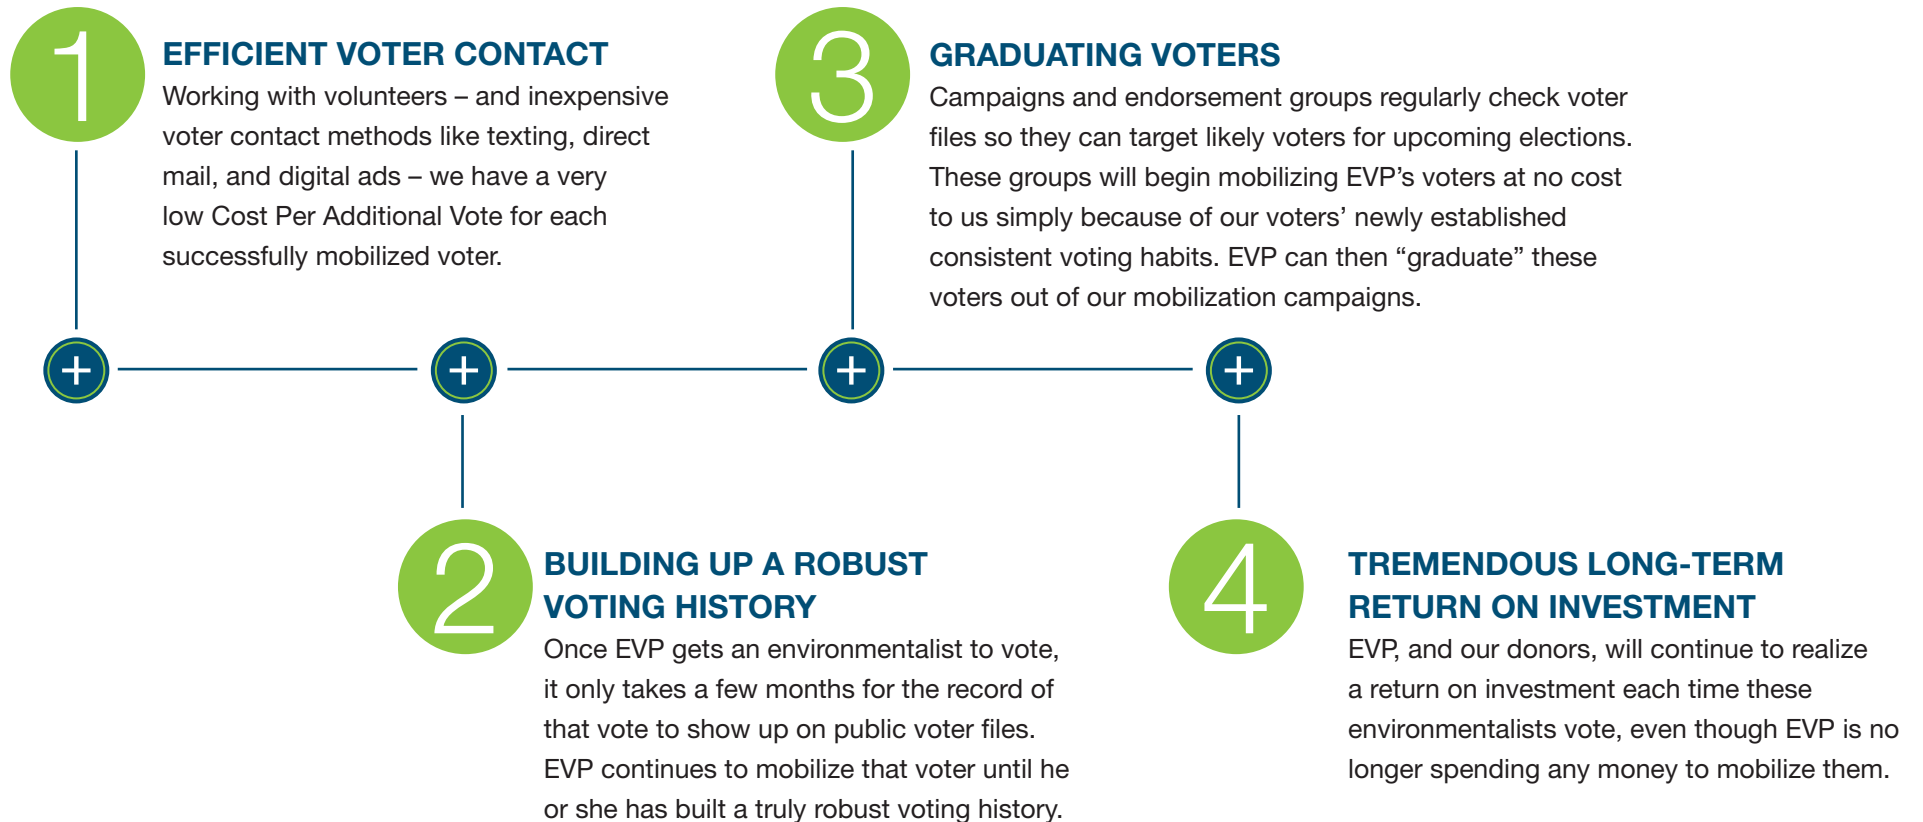 1
EFFICIENT VOTER CONTACT
Working with volunteers – and inexpensive
voter contact methods like texting, direct
mail, and digital ads – we have a very
low Cost Per Additional Vote for each
successfully mobilized voter.
2
BUILDING UP A ROBUST
VOTING HISTORY
Once EVP gets an environmentalist to vote,
it only takes a few months for the record of
that vote to show up on public voter files.
EVP continues to mobilize that voter until he
or she has built a truly robust voting history.
3
GRADUATING VOTERS
Campaigns and endorsement groups regularly check voter
files so they can target likely voters for upcoming elections.
These groups will begin mobilizing EVP’s voters at no cost
to us simply because of our voters’ newly established
consistent voting habits. EVP can then “graduate” these
voters out of our mobilization campaigns.
4
TREMENDOUS LONG-TERM
RETURN ON INVESTMENT
EVP, and our donors, will continue to realize
a return on investment each time these
environmentalists vote, even though EVP is no
longer spending any money to mobilize them.